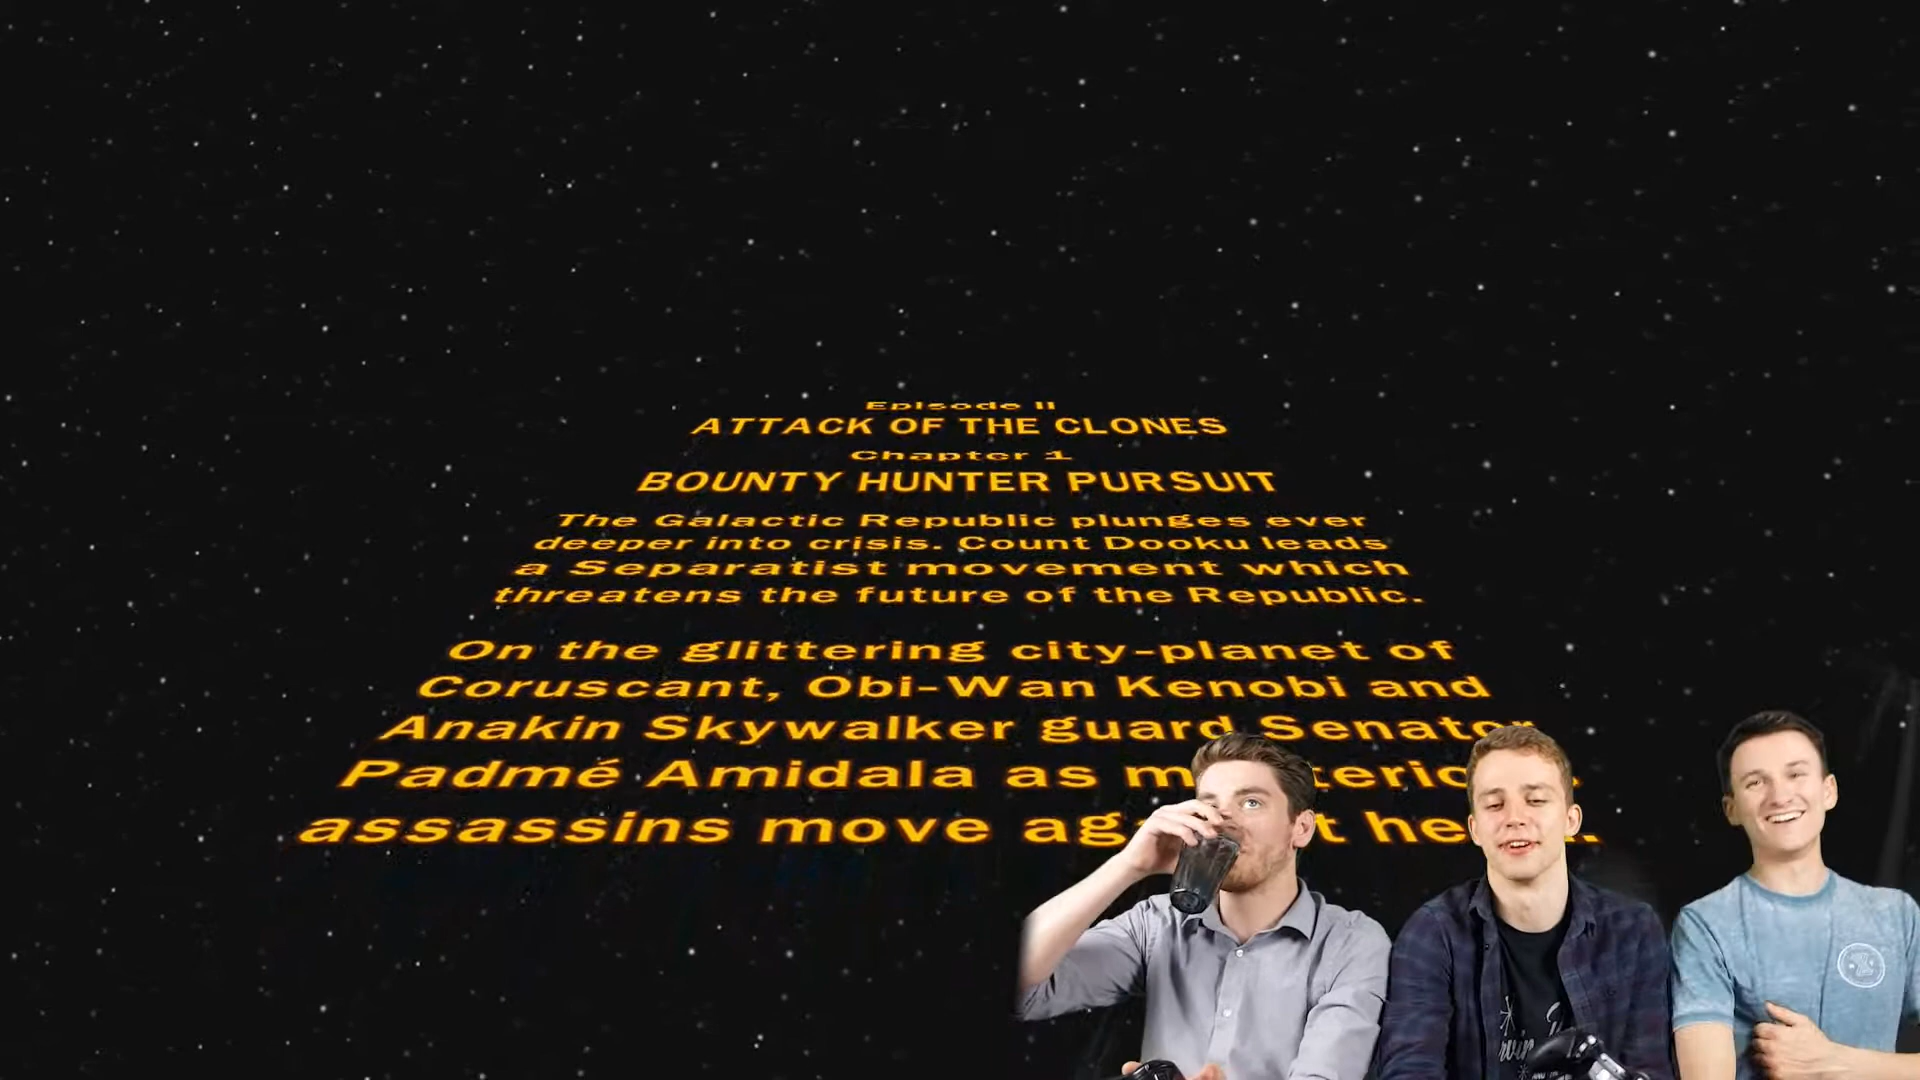 Episode II
ATTACK OF THE CLONES
Chapter 1
BOUNTY HUNTER PURSUIT
The Galactic Republic plunges ever
deeper into crisis. Count Dooku leads
a Separatist movement which
threatens the future of the Republic.
On the glittering city-planet of
Coruscant, Obi-Wan Kenobi and
Anakin Skywalker guard Senator
Padmé Amidala as
assassins move